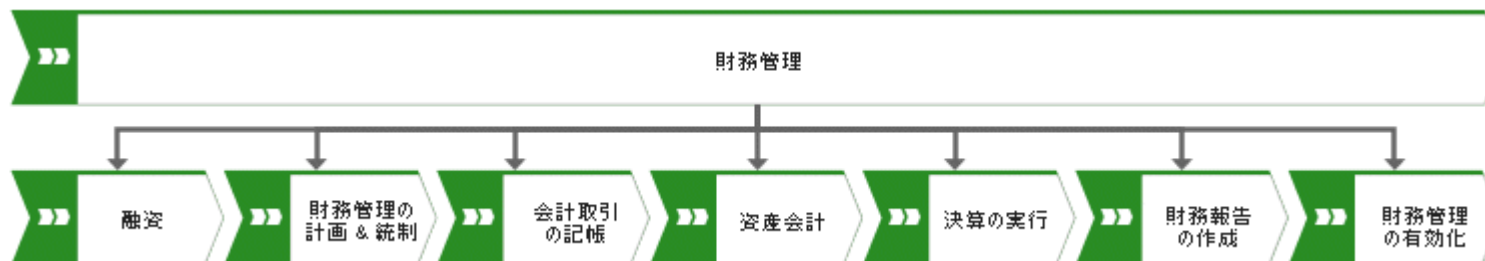 財務管理
融資
財務管理の
計画 & 統制
会計取引
の記帳
資産会計
決算の実行
財務報告
の作成
財務管理
の有効化